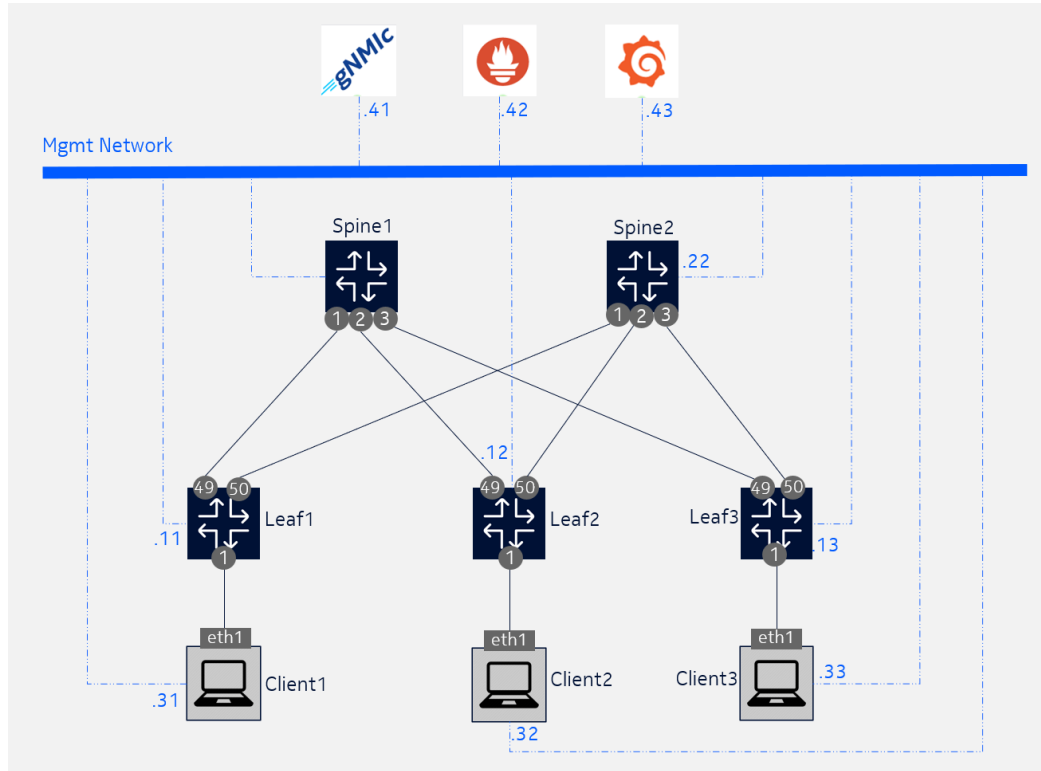 gNMIc
.41
.42
.43
Mgmt Network
Spine1
Spine2
.22
1 2 3
1 2 3
.12
49 50
49 50
49 50
Leaf1
Leaf2
Leaf3
.11
.13
1
1
1
eth1
eth1
eth1
Client1
Client2
Client3
.33
.31
.32